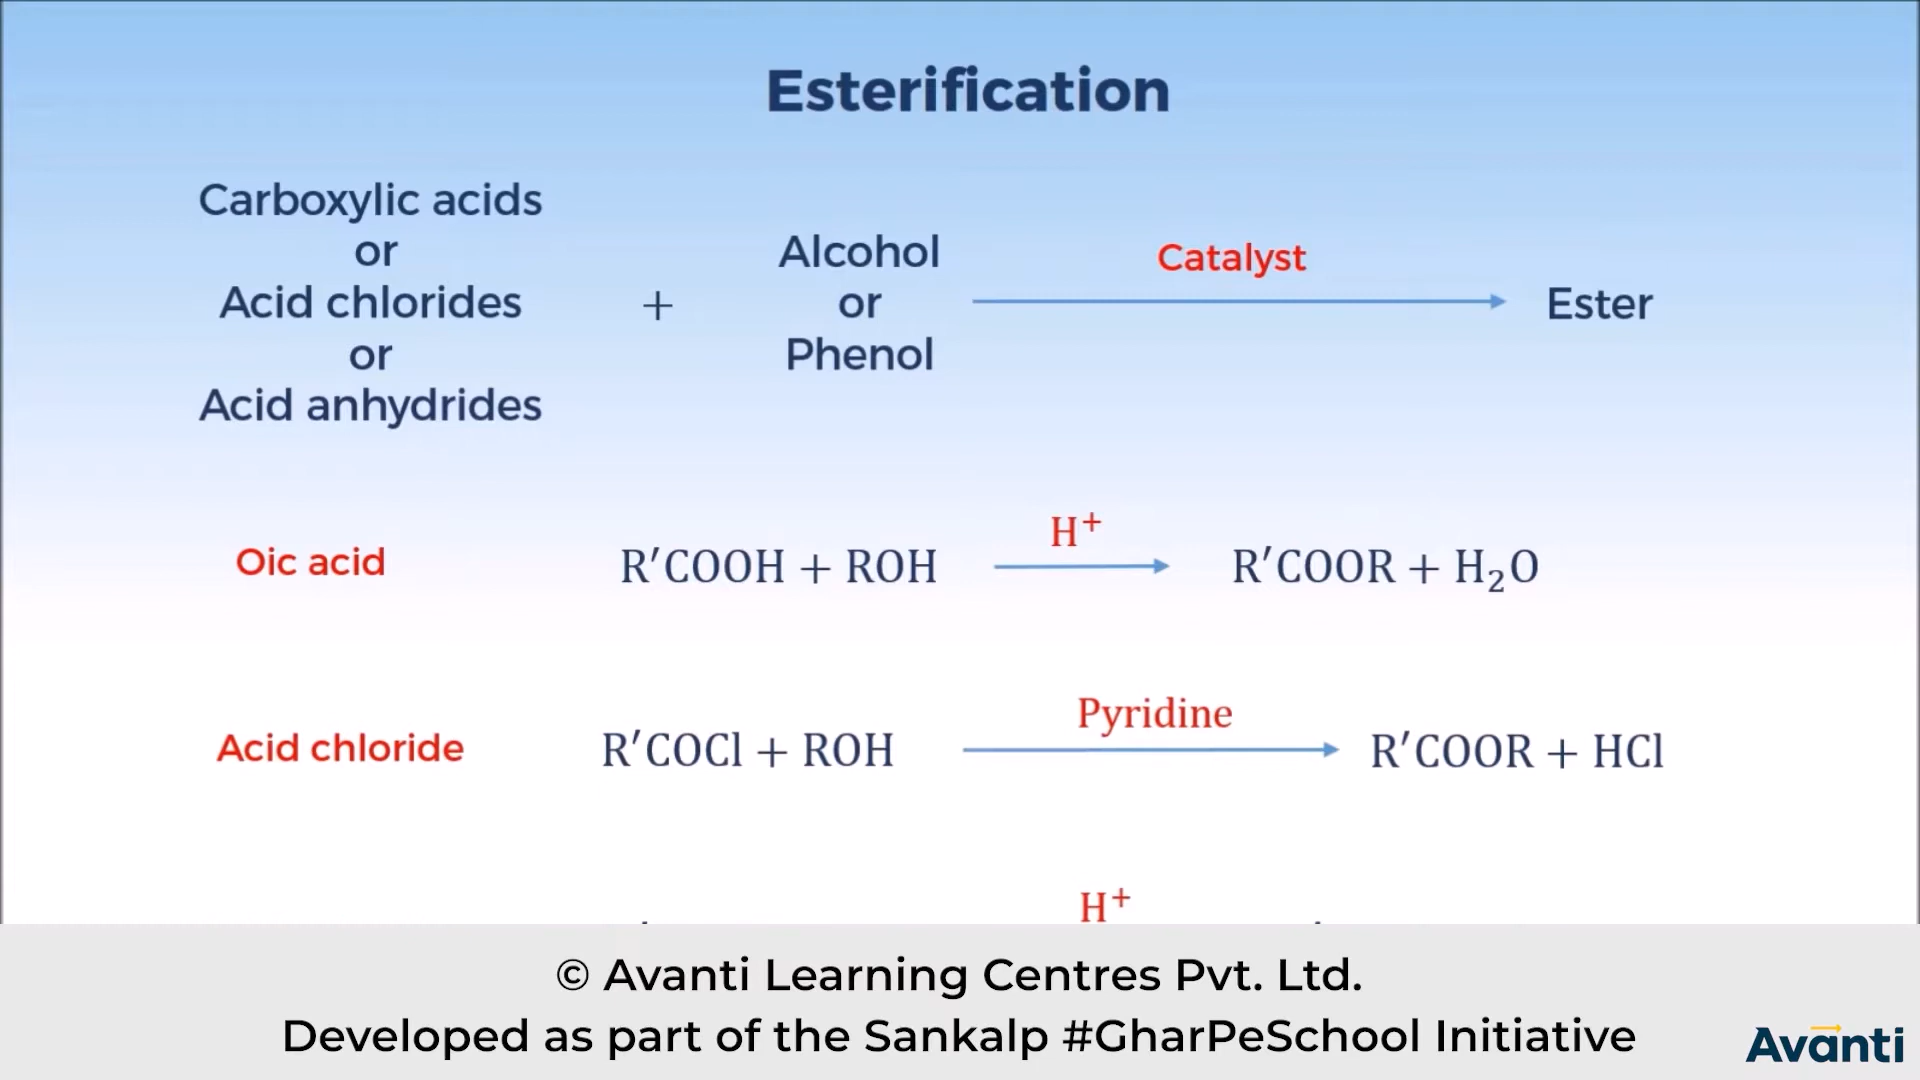 Esterification
Carboxylic acids
or
Acid chlorides
or
Acid anhydrides
+
Alcohol
or
Phenol
Catalyst
Ester
Oic acid
R′COOH + ROH
H⁺
R′COOR + H₂O
Acid chloride
R′COCl + ROH
Pyridine
R′COOR + HCl
H⁺
© Avanti Learning Centres Pvt. Ltd.
Developed as part of the Sankalp #GharPeSchool Initiative
Avanti